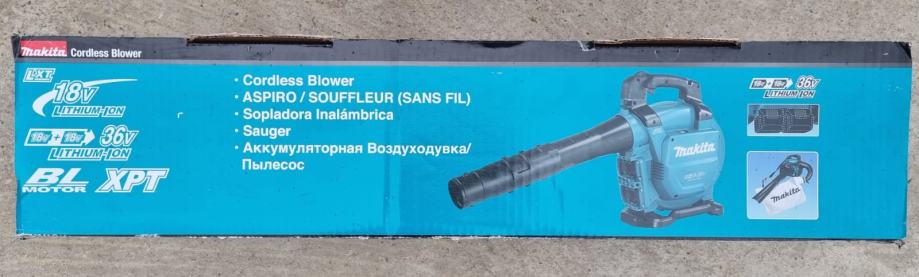 makita Cordless Blower
LXT
18V
LITHIUM-ION
18V + 18V 36V
LITHIUM-ION
BL
MOTOR
XPT
• Cordless Blower
• ASPIRO / SOUFFLEUR (SANS FIL)
• Sopladora Inalámbrica
• Sauger
• Аккумуляторная Воздуходувка/
Пылесос
makita
18V + 18V 36V
LITHIUM-ION
makita